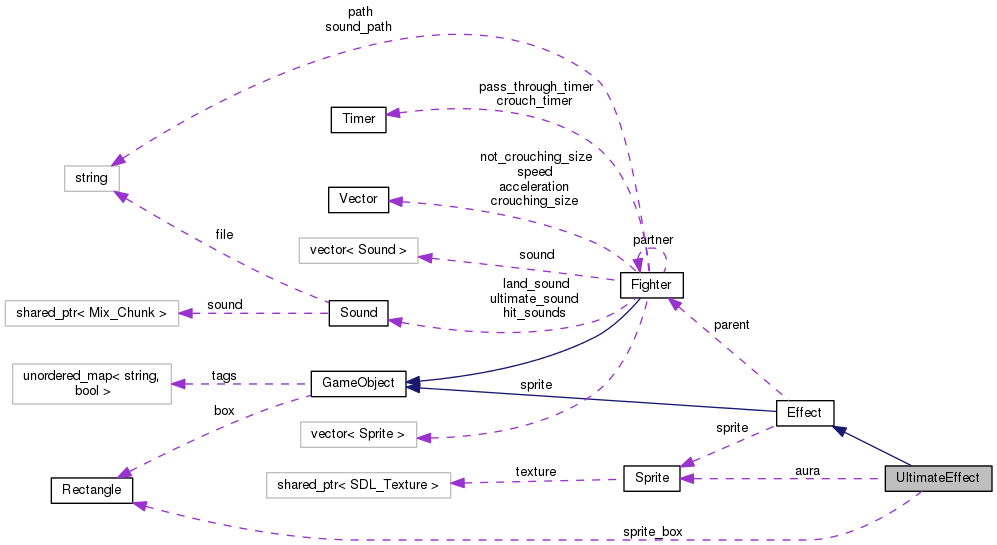 path
sound_path
pass_through_timer
crouch_timer
Timer
not_crouching_size
speed
acceleration
crouching_size
string
Vector
file
partner
vector< Sound >
sound
Fighter
land_sound
ultimate_sound
hit_sounds
shared_ptr< Mix_Chunk >
sound
Sound
parent
unordered_map< string,
bool >
tags
GameObject
sprite
box
Effect
vector< Sprite >
sprite
Rectangle
shared_ptr< SDL_Texture >
texture
Sprite
aura
UltimateEffect
sprite_box